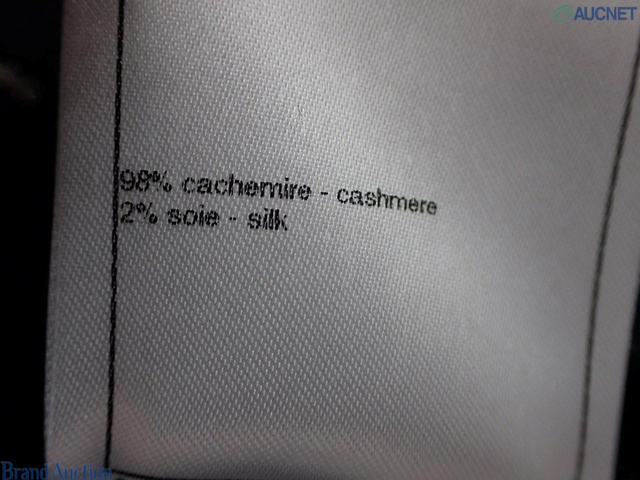 AUCNET
98% cachemire - cashmere
2% soie - silk
Brand Auction